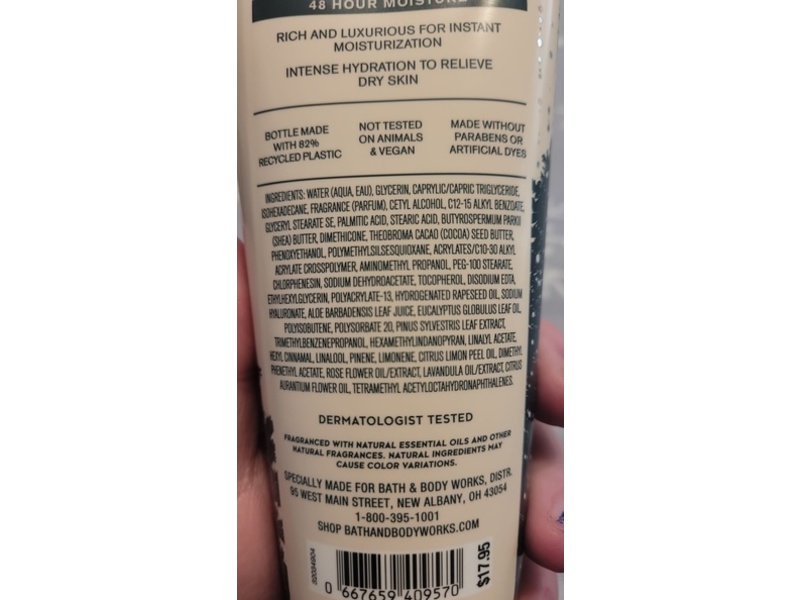 48 HOUR MOISTURE
RICH AND LUXURIOUS FOR INSTANT
MOISTURIZATION
INTENSE HYDRATION TO RELIEVE
DRY SKIN
BOTTLE MADE
WITH 82%
RECYCLED PLASTIC
NOT TESTED
ON ANIMALS
& VEGAN
MADE WITHOUT
PARABENS OR
ARTIFICIAL DYES
INGREDIENTS: WATER (AQUA, EAU), GLYCERIN, CAPRYLIC/CAPRIC TRIGLYCERIDE,
ISOHEXADECANE, FRAGRANCE (PARFUM), CETYL ALCOHOL, C12-15 ALKYL BENZOATE,
GLYCERYL STEARATE SE, PALMITIC ACID, STEARIC ACID, BUTYROSPERMUM PARKII
(SHEA) BUTTER, DIMETHICONE, THEOBROMA CACAO (COCOA) SEED BUTTER,
PHENOXYETHANOL, POLYMETHYLSILSESQUIOXANE, ACRYLATES/C10-30 ALKYL
ACRYLATE CROSSPOLYMER, AMINOMETHYL PROPANOL, PEG-100 STEARATE,
CHLORPHENESIN, SODIUM DEHYDROACETATE, TOCOPHEROL, DISODIUM EDTA,
ETHYLHEXYLGLYCERIN, POLYACRYLATE-13, HYDROGENATED RAPESEED OIL, SODIUM
HYALURONATE, ALOE BARBADENSIS LEAF JUICE, EUCALYPTUS GLOBULUS LEAF OIL,
POLYISOBUTENE, POLYSORBATE 20, PINUS SYLVESTRIS LEAF EXTRACT,
TRIMETHYLBENZENEPROPANOL, HEXAMETHYLINDANOPYRAN, LINALYL ACETATE,
HEXYL CINNAMAL, LINALOOL, PINENE, LIMONENE, CITRUS LIMON PEEL OIL, DIMETHYL
PHENETHYL ACETATE, ROSE FLOWER OIL/EXTRACT, LAVANDULA OIL/EXTRACT, CITRUS
AURANTIUM FLOWER OIL, TETRAMETHYL ACETYLOCTAHYDRONAPHTHALENES.
DERMATOLOGIST TESTED
FRAGRANCED WITH NATURAL ESSENTIAL OILS AND OTHER
NATURAL FRAGRANCES. NATURAL INGREDIENTS MAY
CAUSE COLOR VARIATIONS.
SPECIALLY MADE FOR BATH & BODY WORKS, DISTR.
95 WEST MAIN STREET, NEW ALBANY, OH 43054
1-800-395-1001
SHOP BATHANDBODYWORKS.COM
0 667659 409570
$17.95